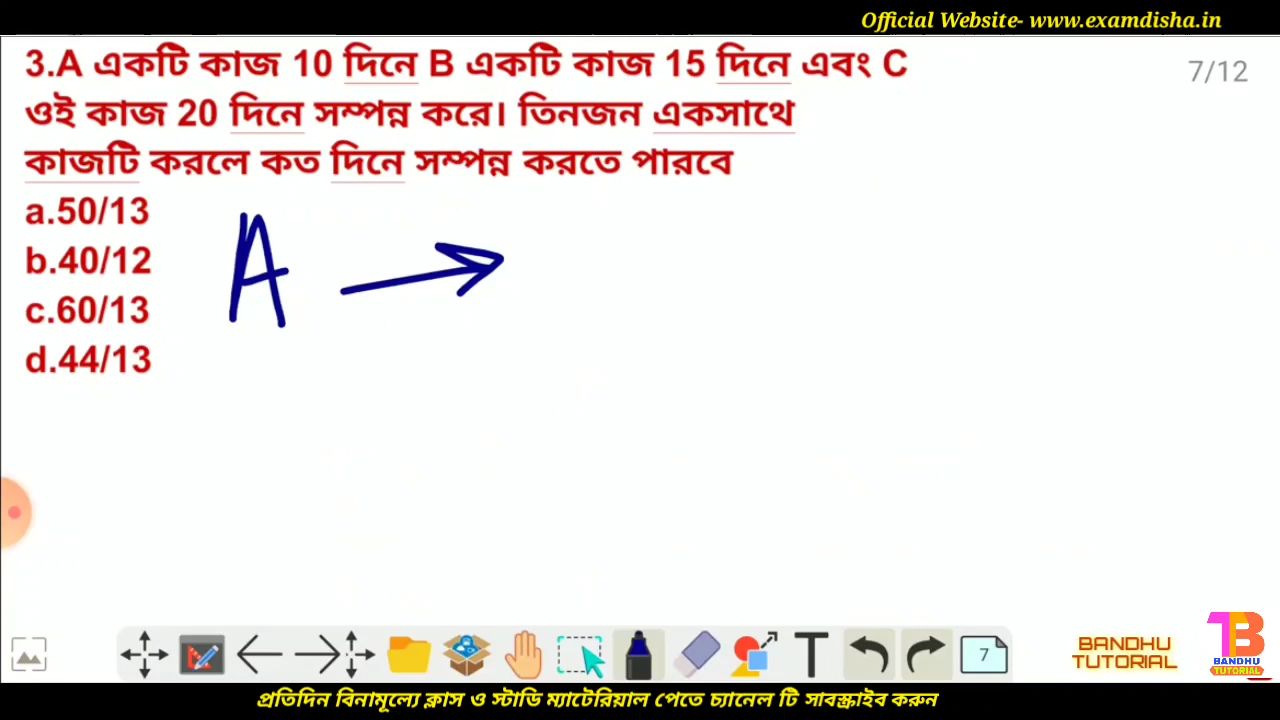 Official Website- www.examdisha.in
3.A একটি কাজ 10 দিনে B একটি কাজ 15 দিনে এবং C
7/12
ওই কাজ 20 দিনে সম্পন্ন করে। তিনজন একসাথে
কাজটি করলে কত দিনে সম্পন্ন করতে পারবে
a.50/13
b.40/12
c.60/13
d.44/13
A
T
7
BANDHU
TUTORIAL
TB
BANDHU
TUTORIAL
প্রতিদিন বিনামূল্যে ক্লাস ও স্টাডি ম্যাটেরিয়াল পেতে চ্যানেল টি সাবস্ক্রাইব করুন